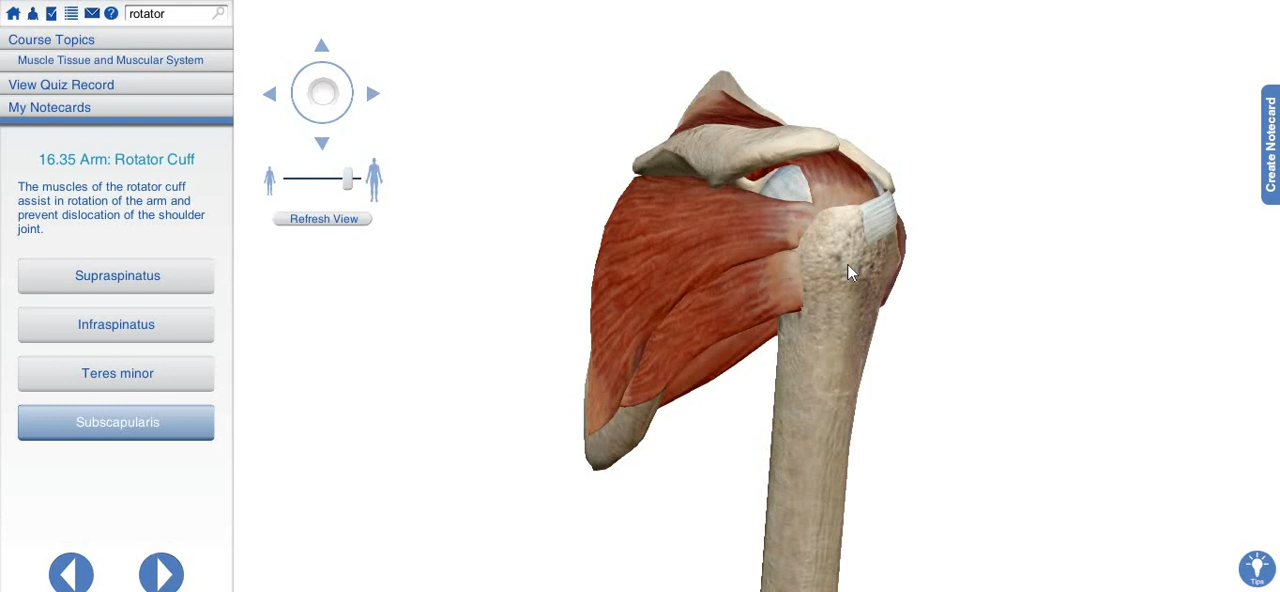 rotator
Course Topics
Muscle Tissue and Muscular System
View Quiz Record
My Notecards
16.35 Arm: Rotator Cuff
The muscles of the rotator cuff
assist in rotation of the arm and
prevent dislocation of the shoulder
joint.
Supraspinatus
Infraspinatus
Teres minor
Subscapularis
Refresh View
Create Notecard
Tips